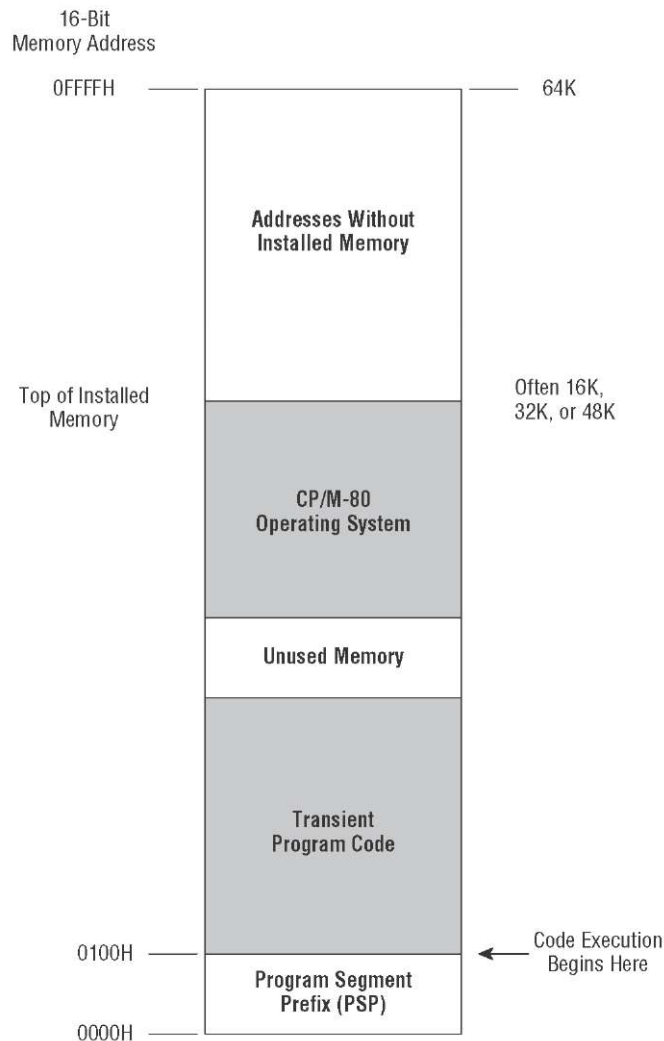 16-Bit
Memory Address
0FFFFH
64K
Addresses Without
Installed Memory
Top of Installed
Memory
Often 16K,
32K, or 48K
CP/M-80
Operating System
Unused Memory
Transient
Program Code
0100H
Code Execution
Begins Here
Program Segment
Prefix (PSP)
0000H